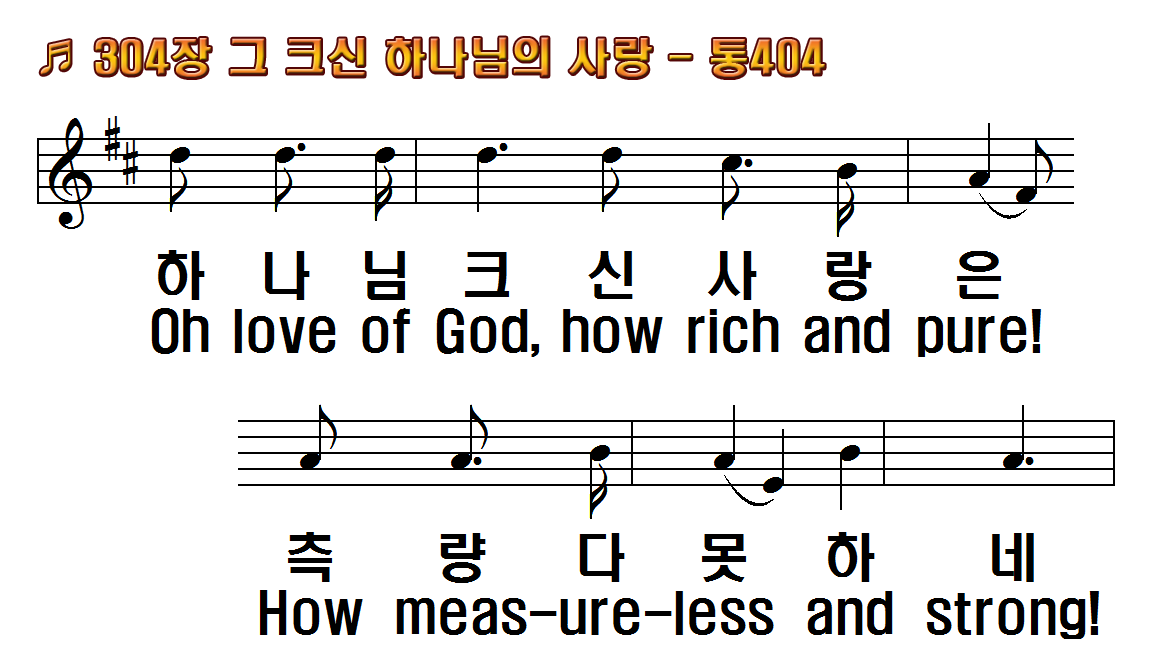 ♬ 304장 그 크신 하나님의 사랑 - 통404
하 나 님 크 신 사 랑 은
Oh love of God, how rich and pure!
측 량 다 못 하 네
How meas-ure-less and strong!